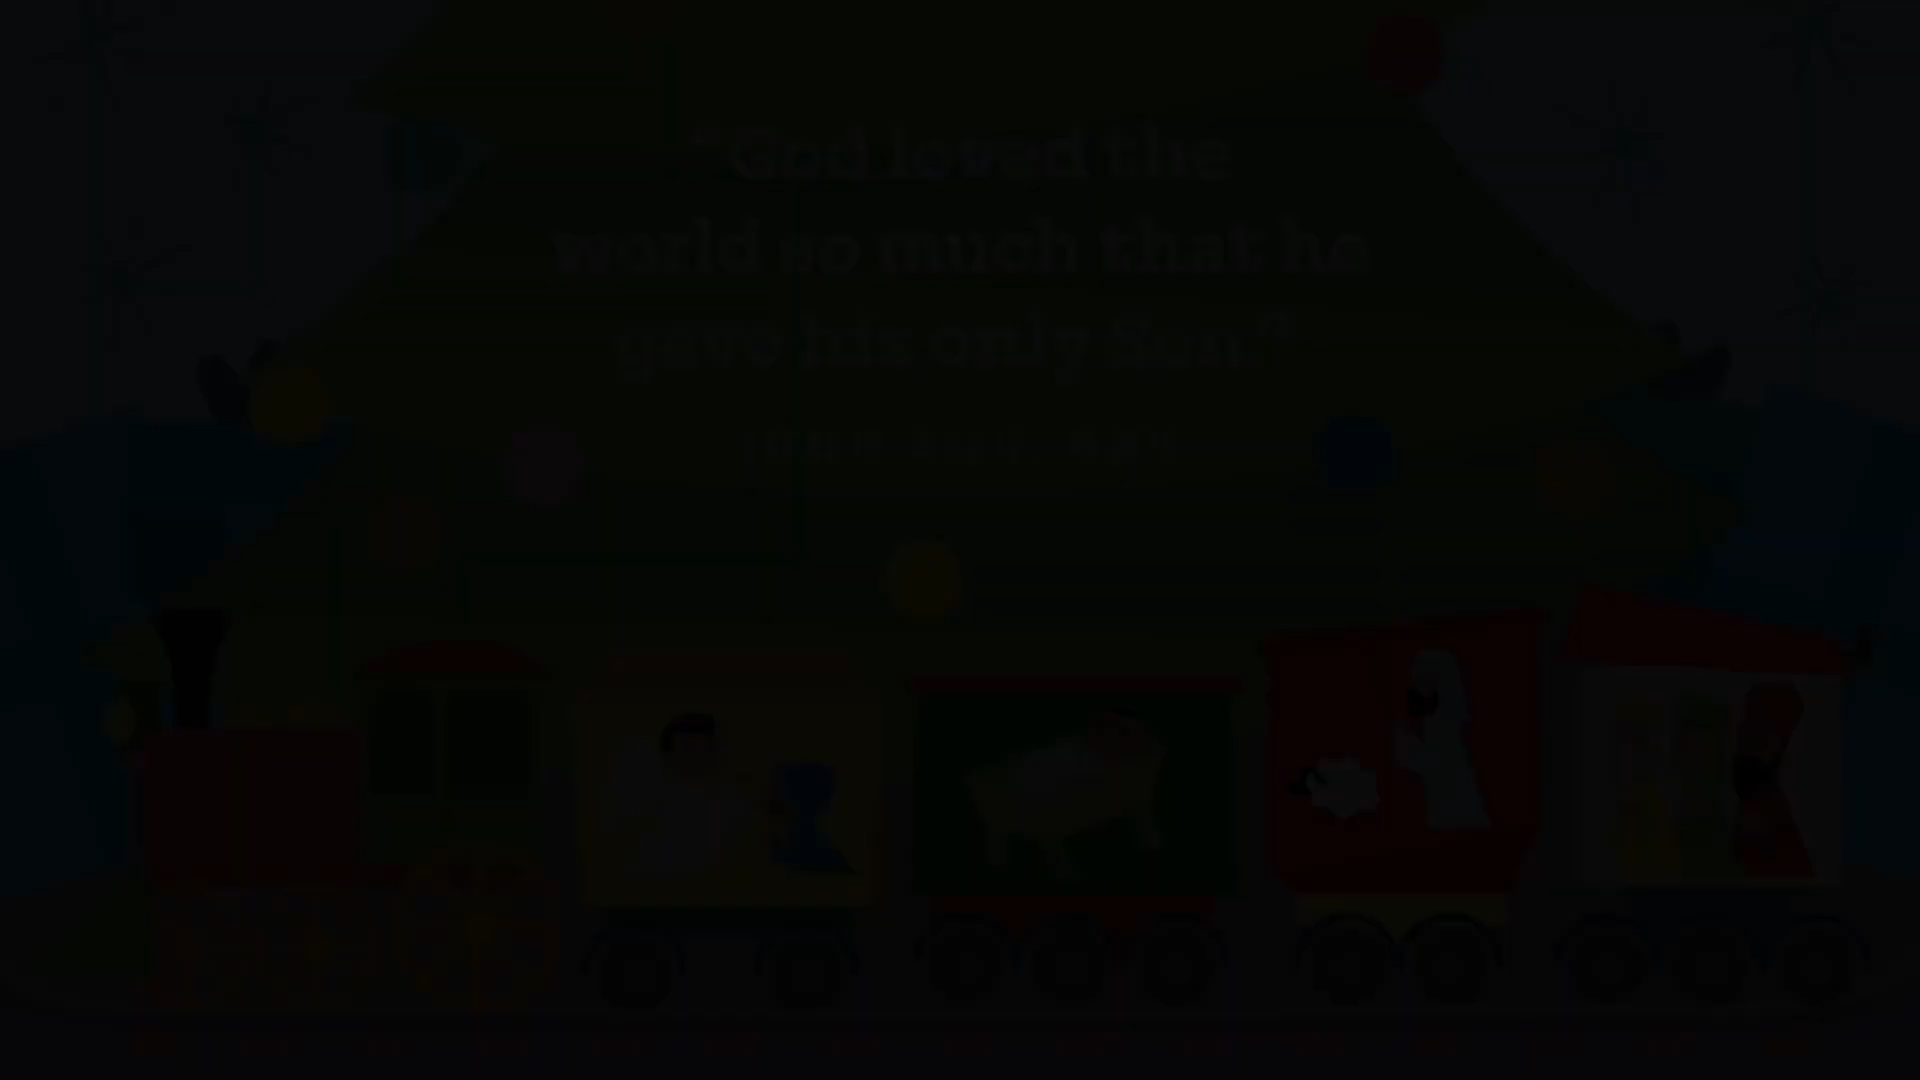 "God loved the
world so much that he
gave his only Son."